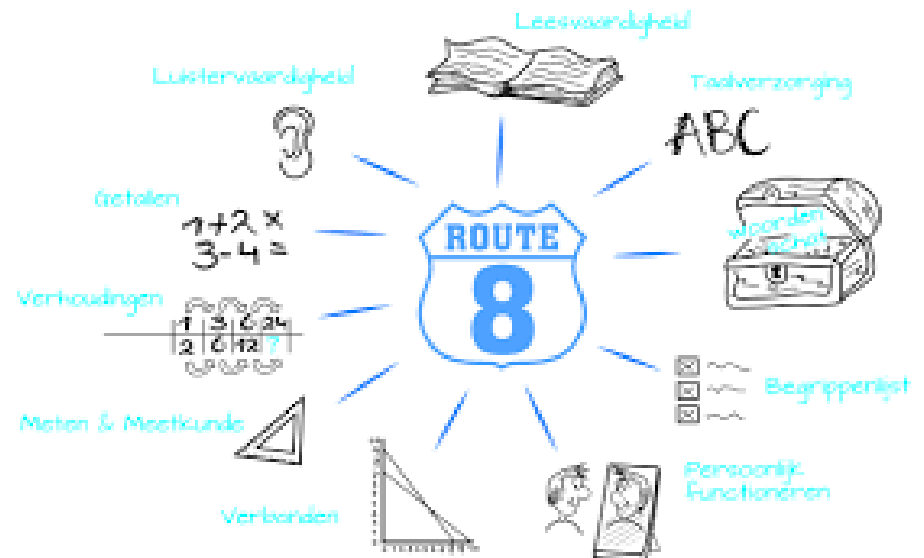 Leesvaardigheid
Luistervaardigheid
Taalverzorging
ABC
Getallen
1+2 x
3-4 =
woorden
schat
ROUTE
8
Verhoudingen
1 3 6 24
2 6 12 ?
Begrippenlijst
Meten & Meetkunde
Persoonlijk
Functioneren
Verbanden